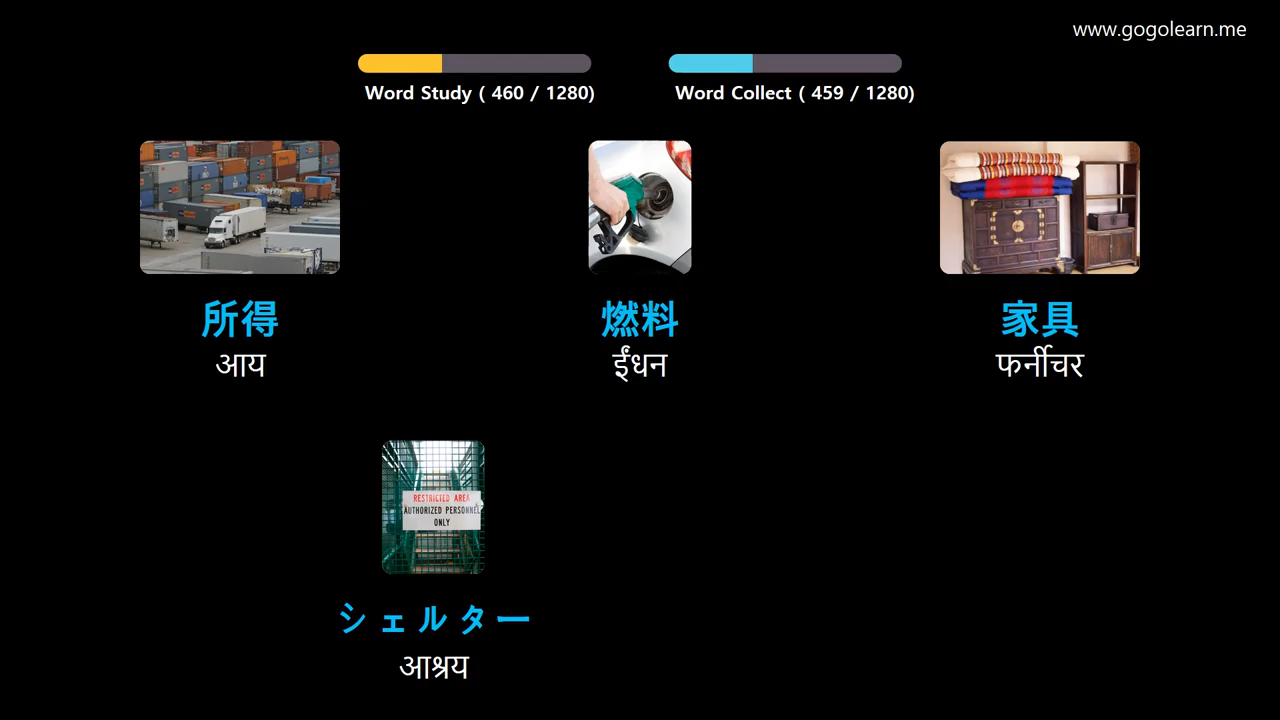 www.gogolearn.me
Word Study ( 460 / 1280)
Word Collect ( 459 / 1280)
所得
आय
燃料
ईंधन
家具
फर्नीचर
RESTRICTED AREA
AUTHORIZED PERSONNEL
ONLY
シェルター
आश्रय